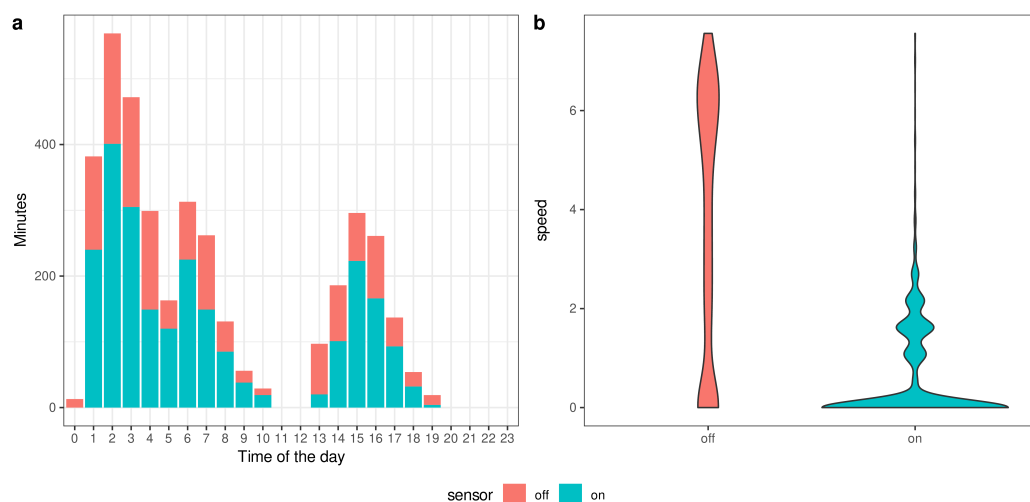 a
Minutes
400
200
0
0 1 2 3 4 5 6 7 8 9 10 11 12 13 14 15 16 17 18 19 20 21 22 23
Time of the day
b
speed
6
4
2
0
off on
sensor off on